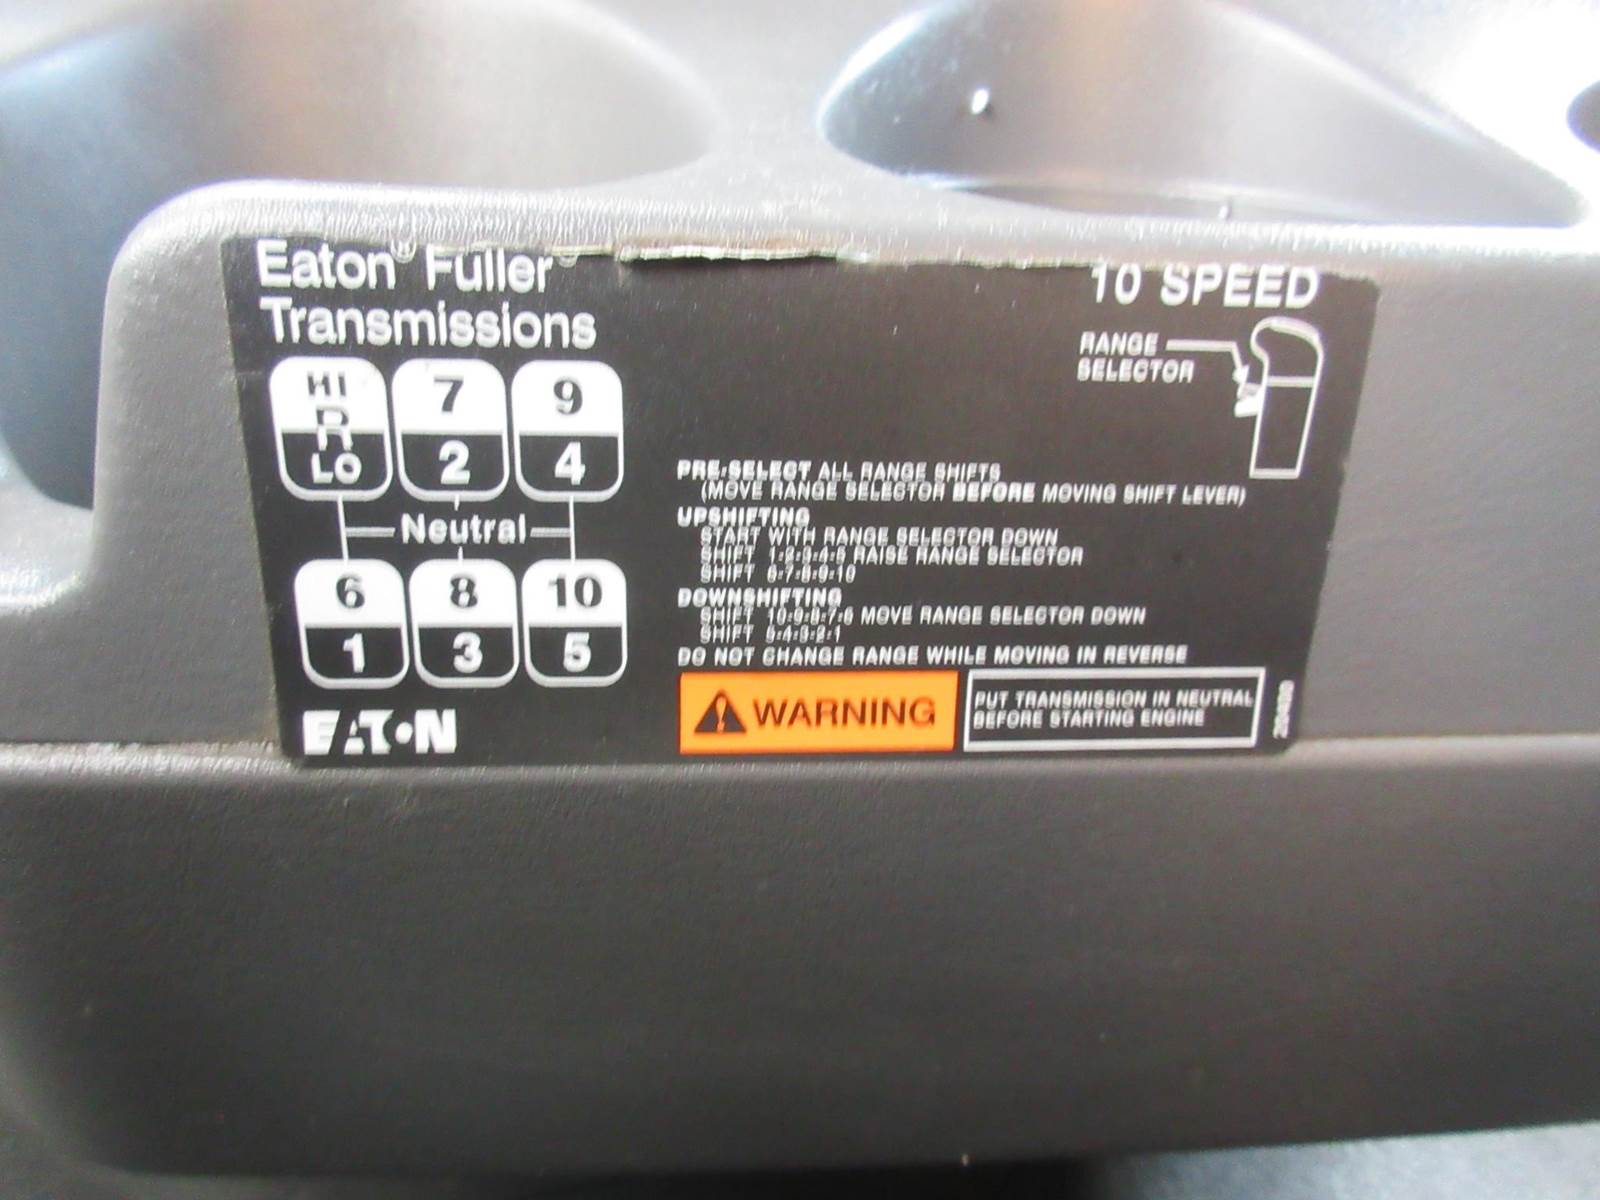 Eaton® Fuller®
Transmissions
10 SPEED
RANGE
SELECTOR
HI 7 9
R
LO 2 4
Neutral
6 8 10
1 3 5
EATON
PRE-SELECT ALL RANGE SHIFTS
(MOVE RANGE SELECTOR BEFORE MOVING SHIFT LEVER)
UPSHIFTING
START WITH RANGE SELECTOR DOWN
SHIFT 1-2-3-4-5 RAISE RANGE SELECTOR
SHIFT 6-7-8-9-10
DOWNSHIFTING
SHIFT 10-9-8-7-6 MOVE RANGE SELECTOR DOWN
SHIFT 5-4-3-2-1
DO NOT CHANGE RANGE WHILE MOVING IN REVERSE
WARNING
PUT TRANSMISSION IN NEUTRAL
BEFORE STARTING ENGINE